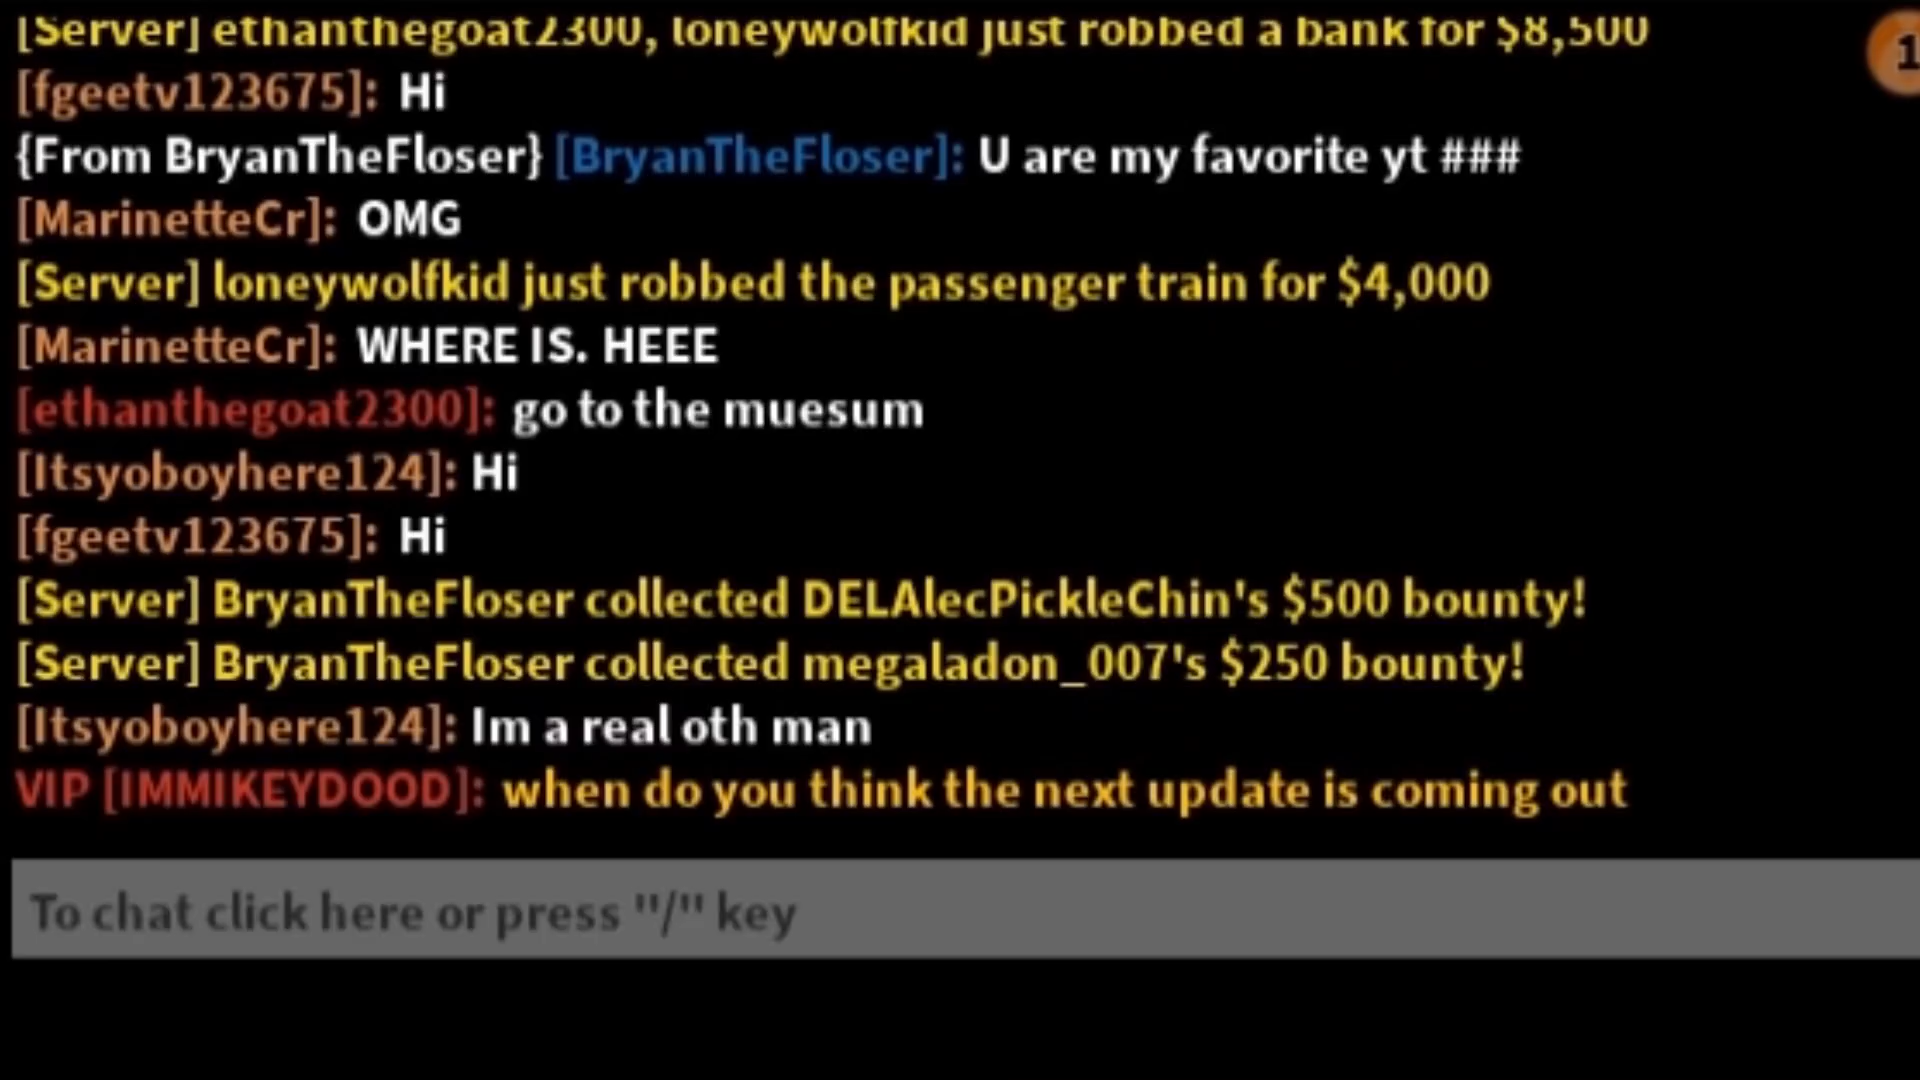 [Server] ethanthegoat2300, loneywolfkid just robbed a bank for $8,500
[fgeetv123675]: Hi
{From BryanTheFloser} [BryanTheFloser]: U are my favorite yt ###
[MarinetteCr]: OMG
[Server] loneywolfkid just robbed the passenger train for $4,000
[MarinetteCr]: WHERE IS. HEEE
[ethanthegoat2300]: go to the muesum
[Itsyoboyhere124]: Hi
[fgeetv123675]: Hi
[Server] BryanTheFloser collected DELAlecPickleChin's $500 bounty!
[Server] BryanTheFloser collected megaladon_007's $250 bounty!
[Itsyoboyhere124]: Im a real oth man
VIP [IMMIKEYDOOD]: when do you think the next update is coming out
To chat click here or press "/" key